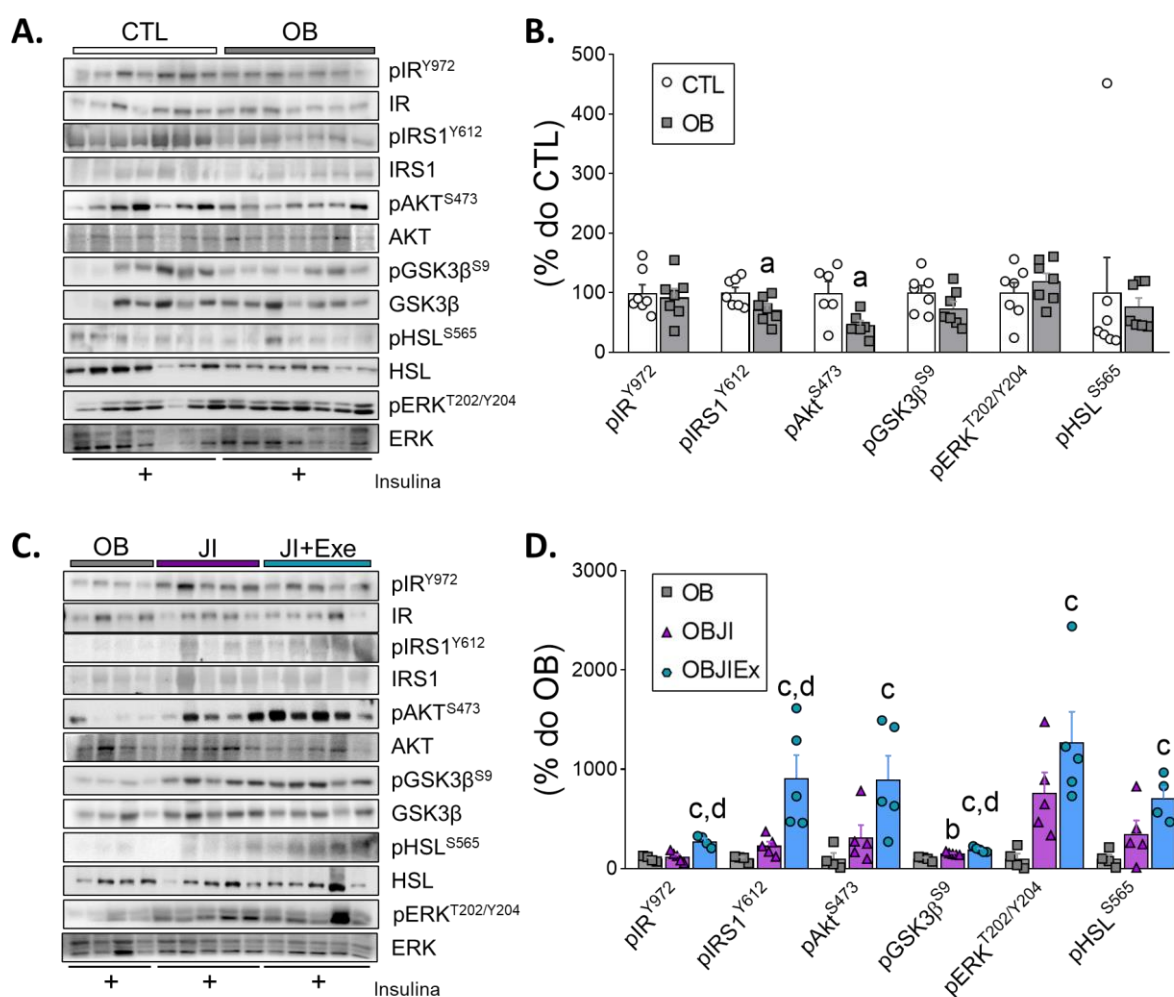 A.
CTL OB
pIR^Y972
IR
pIRS1^Y612
IRS1
pAKT^S473
AKT
pGSK3β^S9
GSK3β
pHSL^S565
HSL
pERK^T202/Y204
ERK
+ + Insulina
B.
(% do CTL)
500
400
300
200
100
0
CTL
OB
a
a
pIR^Y972
pIRS1^Y612
pAkt^S473
pGSK3β^S9
pERK^T202/Y204
pHSL^S565
C.
OB JI JI+Exe
pIR^Y972
IR
pIRS1^Y612
IRS1
pAKT^S473
AKT
pGSK3β^S9
GSK3β
pHSL^S565
HSL
pERK^T202/Y204
ERK
+ + + Insulina
D.
(% do OB)
3000
2000
1000
0
OB
OBJI
OBJIEx
c,d
c,d
c
b
c,d
c
c
pIR^Y972
pIRS1^Y612
pAkt^S473
pGSK3β^S9
pERK^T202/Y204
pHSL^S565